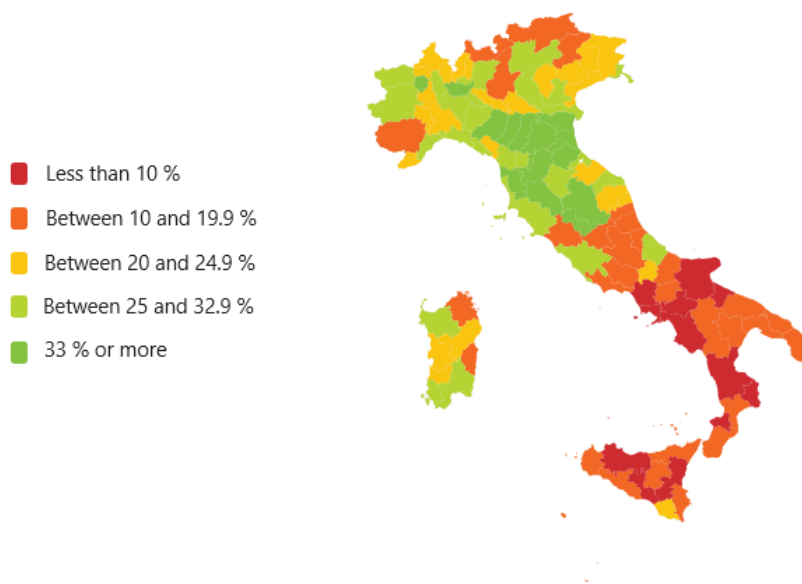 Less than 10 %
Between 10 and 19.9 %
Between 20 and 24.9 %
Between 25 and 32.9 %
33 % or more